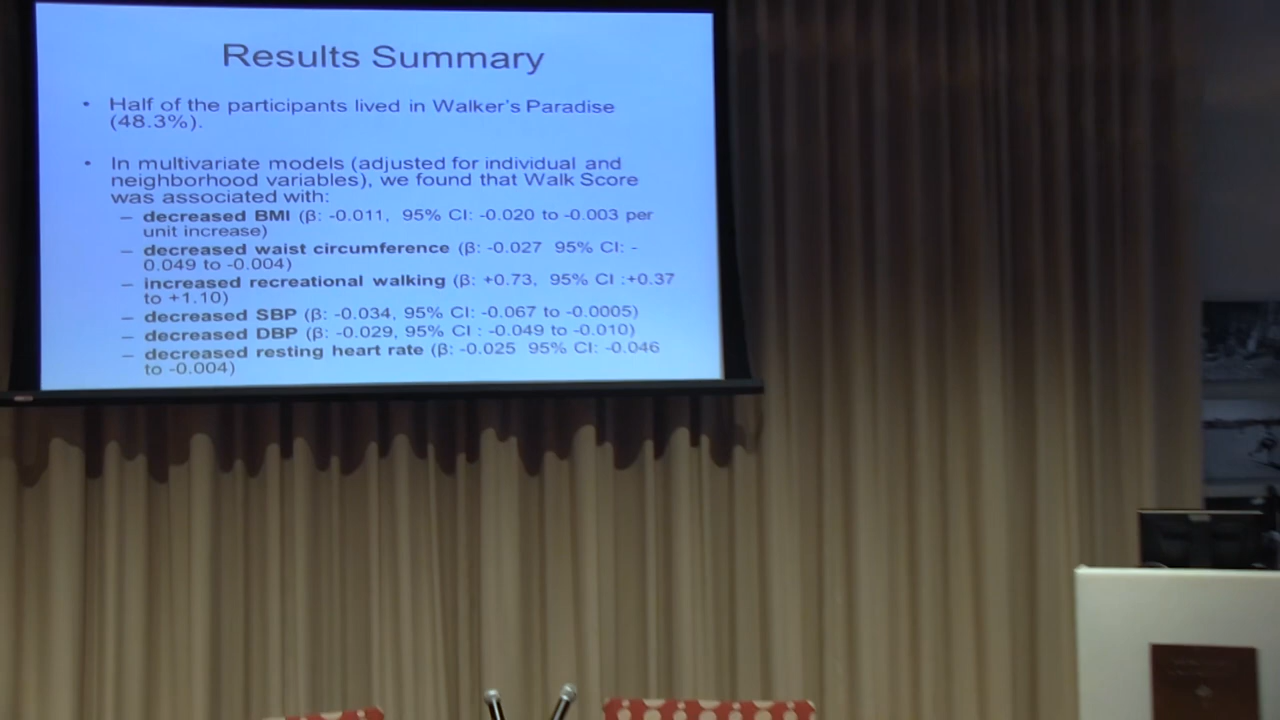 Results Summary
• Half of the participants lived in Walker's Paradise
(48.3%).
• In multivariate models (adjusted for individual and
neighborhood variables), we found that Walk Score
was associated with:
– decreased BMI (β: -0.011, 95% CI: -0.020 to -0.003 per
unit increase)
– decreased waist circumference (β: -0.027 95% CI: -
0.049 to -0.004)
– increased recreational walking (β: +0.73, 95% CI :+0.37
to +1.10)
– decreased SBP (β: -0.034, 95% CI: -0.067 to -0.0005)
– decreased DBP (β: -0.029, 95% CI : -0.049 to -0.010)
– decreased resting heart rate (β: -0.025 95% CI: -0.046
to -0.004)